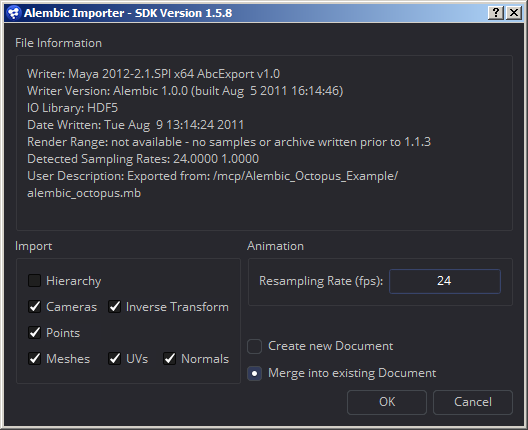 Alembic Importer - SDK Version 1.5.8
File Information
Writer: Maya 2012-2.1.SPI x64 AbcExport v1.0
Writer Version: Alembic 1.0.0 (built Aug  5 2011 16:14:46)
IO Library: HDF5
Date Written: Tue Aug  9 13:14:24 2011
Render Range: not available - no samples or archive written prior to 1.1.3
Detected Sampling Rates: 24.0000 1.0000
User Description: Exported from: /mcp/Alembic_Octopus_Example/
alembic_octopus.mb
Import
Hierarchy
Cameras Inverse Transform
Points
Meshes UVs Normals
Animation
Resampling Rate (fps): 24
Create new Document
Merge into existing Document
OK Cancel